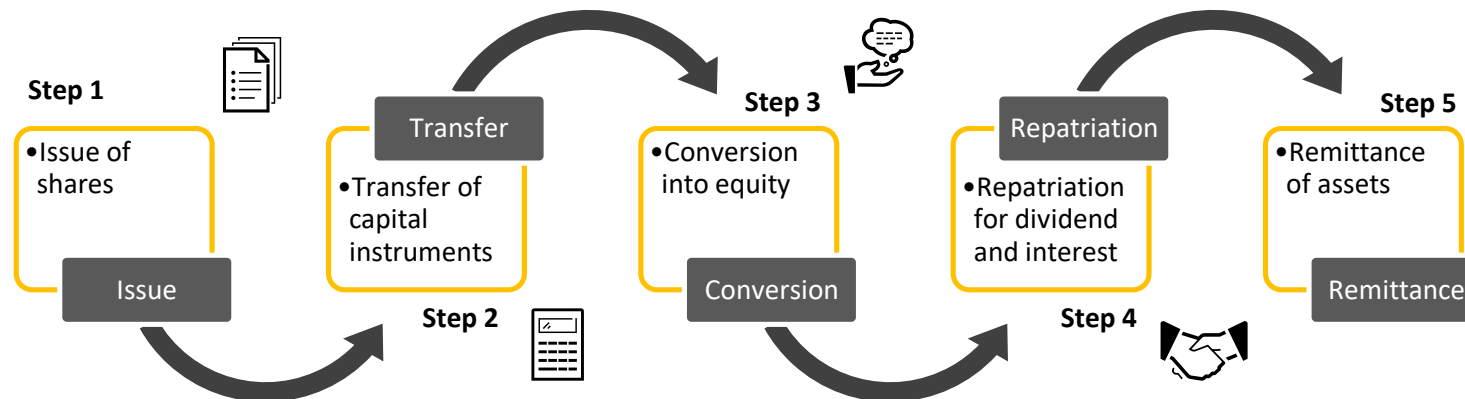 Step 1
•Issue of
shares
Issue
Transfer
•Transfer of
capital
instruments
Step 2
Step 3
•Conversion
into equity
Conversion
Repatriation
•Repatriation
for dividend
and interest
Step 4
Step 5
•Remittance
of assets
Remittance